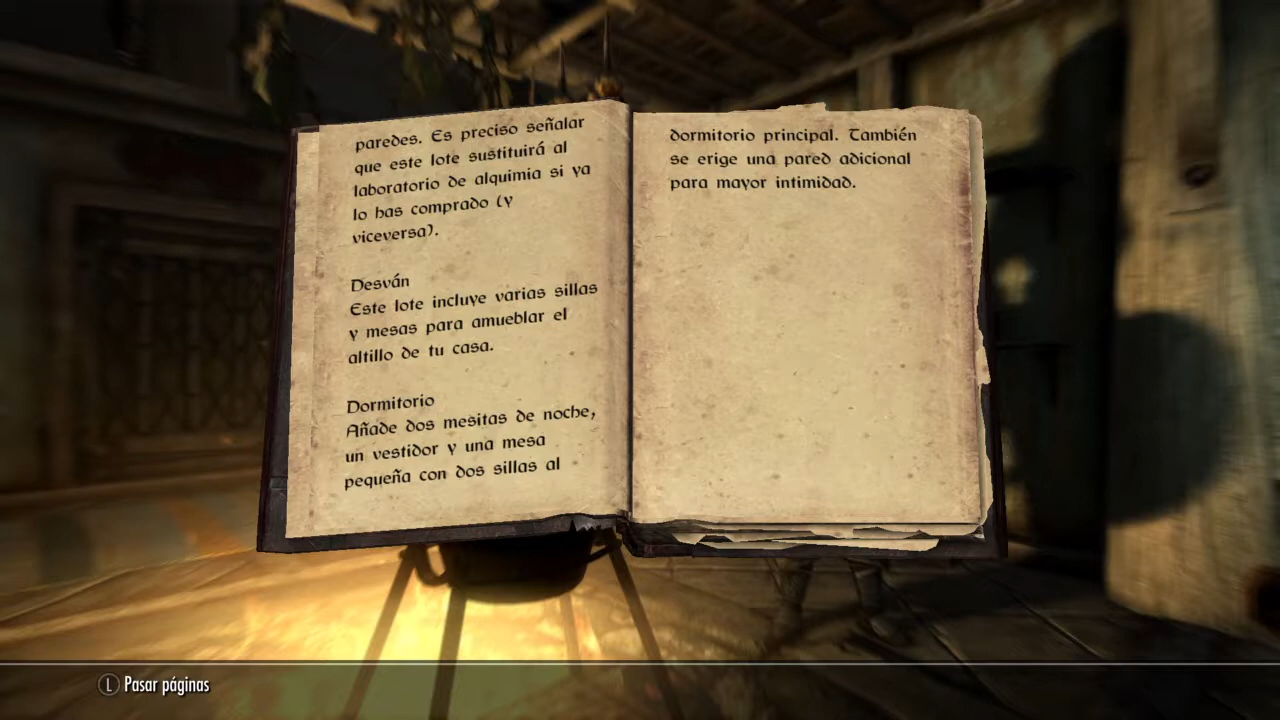 paredes. Es preciso señalar
que este lote sustituirá al
laboratorio de alquimia si ya
lo has comprado (y
viceversa).
Desván
Este lote incluye varias sillas
y mesas para amueblar el
altillo de tu casa.
Dormitorio
Añade dos mesitas de noche,
un vestidor y una mesa
pequeña con dos sillas al
dormitorio principal. También
se erige una pared adicional
para mayor intimidad.
L Pasar páginas